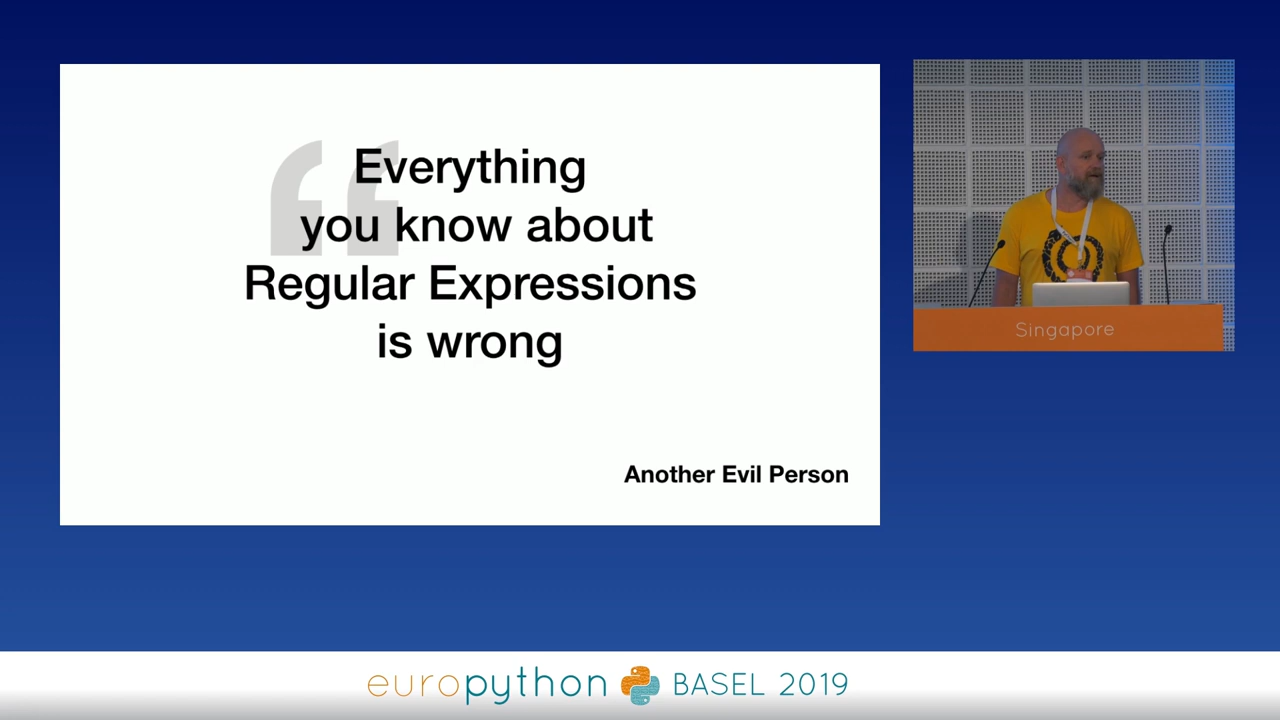 Everything
you know about
Regular Expressions
is wrong
Another Evil Person
Singapore
europython BASEL 2019